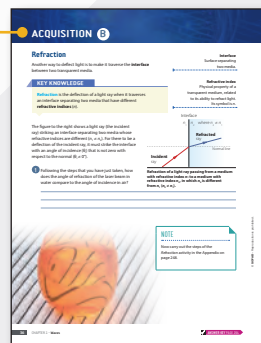 ACQUISITION B
Refraction
Another way to deflect light is to make it traverse the interface
between two transparent media.
KEY KNOWLEDGE
Refraction is the deflection of a light ray when it traverses
an interface separating two media that have different
refractive indices (n).
Interface
Surface separating
two media.
Refractive index
Physical property of a
transparent medium, related
to its ability to refract light.
Its symbol is n.
The figure to the right shows a light ray (the incident
ray) striking an interface separating two media whose
refractive indices are different (n₁ ≠ n₂). For there to be a
deflection of the incident ray, it must strike the interface
with an angle of incidence (θ₁) that is not zero with
respect to the normal (θ₁ ≠ 0°).
Interface
Refracted
ray
Normal line
Incident
ray
Refraction of a light ray passing from a medium
with refractive index n₁ to a medium with
refractive index n₂, in which n₁ is different
from n₂ (n₁ ≠ n₂).
1 Following the steps that you have just taken, how
does the angle of refraction of the laser beam in
water compare to the angle of incidence in air?
NOTE
Now carry out the steps of the
Refraction activity in the Appendix on
CHAPTER 1 Waves